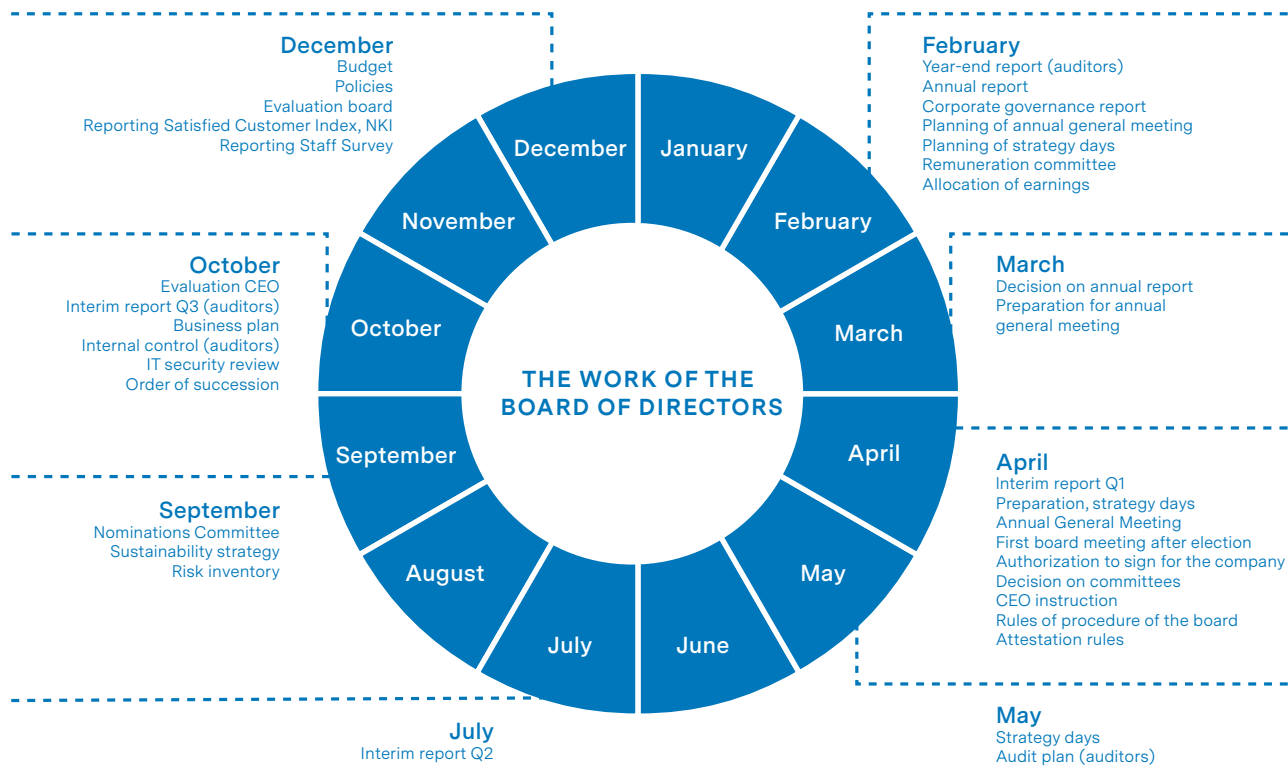 December
Budget
Policies
Evaluation board
Reporting Satisfied Customer Index, NKI
Reporting Staff Survey
October
Evaluation CEO
Interim report Q3 (auditors)
Business plan
Internal control (auditors)
IT security review
Order of succession
September
Nominations Committee
Sustainability strategy
Risk inventory
July
Interim report Q2
December
January
November
February
October
March
THE WORK OF THE
BOARD OF DIRECTORS
September
April
August
May
July
June
February
Year-end report (auditors)
Annual report
Corporate governance report
Planning of annual general meeting
Planning of strategy days
Remuneration committee
Allocation of earnings
March
Decision on annual report
Preparation for annual
general meeting
April
Interim report Q1
Preparation, strategy days
Annual General Meeting
First board meeting after election
Authorization to sign for the company
Decision on committees
CEO instruction
Rules of procedure of the board
Attestation rules
May
Strategy days
Audit plan (auditors)